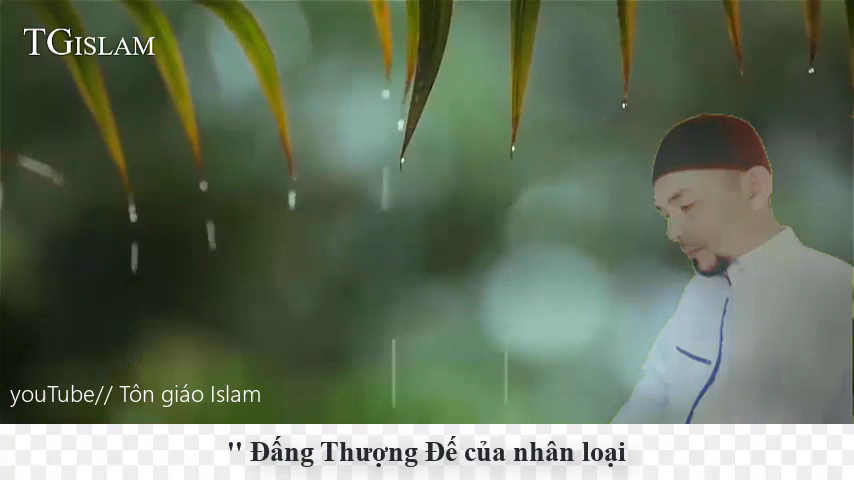 TGISLAM
youTube// Tôn giáo Islam
" Đấng Thượng Đế của nhân loại